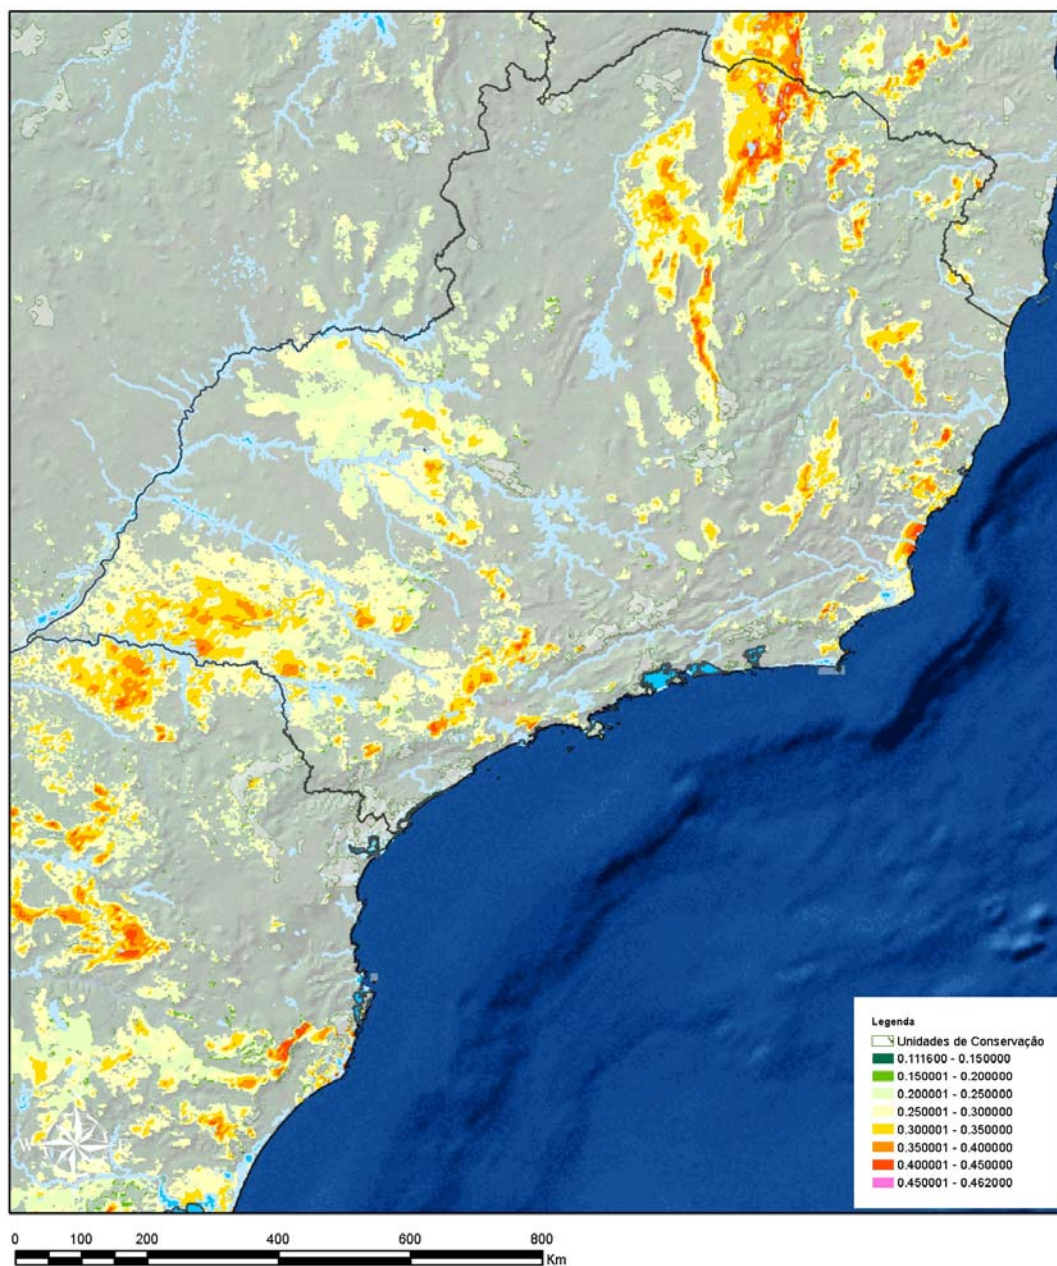 Legenda
Unidades de Conservação
0.111600 - 0.150000
0.150001 - 0.200000
0.200001 - 0.250000
0.250001 - 0.300000
0.300001 - 0.350000
0.350001 - 0.400000
0.400001 - 0.450000
0.450001 - 0.462000
W E
0 100 200 400 600 800
Km